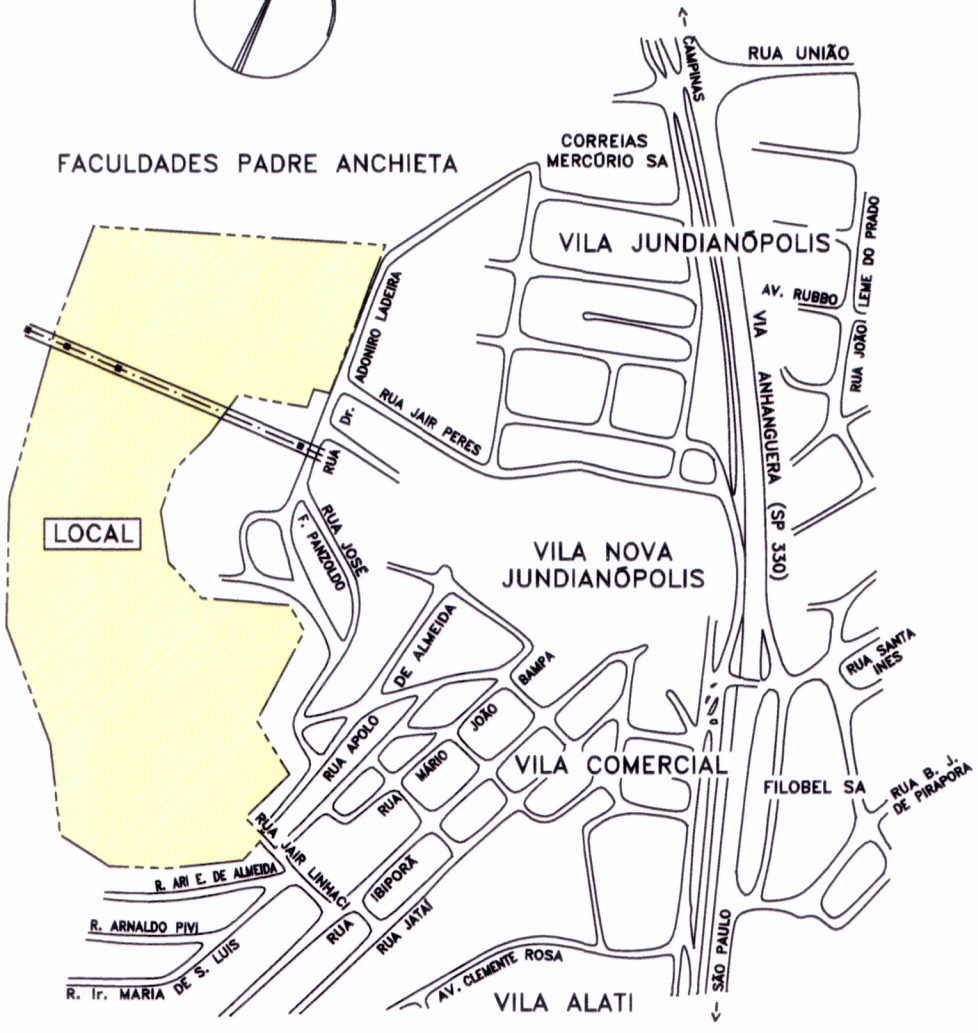 CAMPINAS
RUA UNIÃO
CORREIAS
MERCÚRIO SA
FACULDADES PADRE ANCHIETA
VILA JUNDIANÓPOLIS
RUA JOÃO LEME DO PRADO
AV. RUBBO
VIA ANHANGUERA (SP 330)
RUA Dr. ADONIRO LADEIRA
RUA JAIR PERES
LOCAL
RUA JOSE
F. PANZOLDO
VILA NOVA
JUNDIANÓPOLIS
RUA APOLO DE ALMEIDA
RUA SANTA
INES
RUA MÁRIO JOÃO BAMPA
VILA COMERCIAL
FILOBEL SA
RUA B. J.
DE PIRAPORA
RUA JAIR LINHACI
R. ARI E. DE ALMEIDA
RUA IBIPORÃ
RUA JATAÍ
R. ARNALDO PIVI
R. Ir. MARIA DE S. LUIS
AV. CLEMENTE ROSA
VILA ALATI
SÃO PAULO